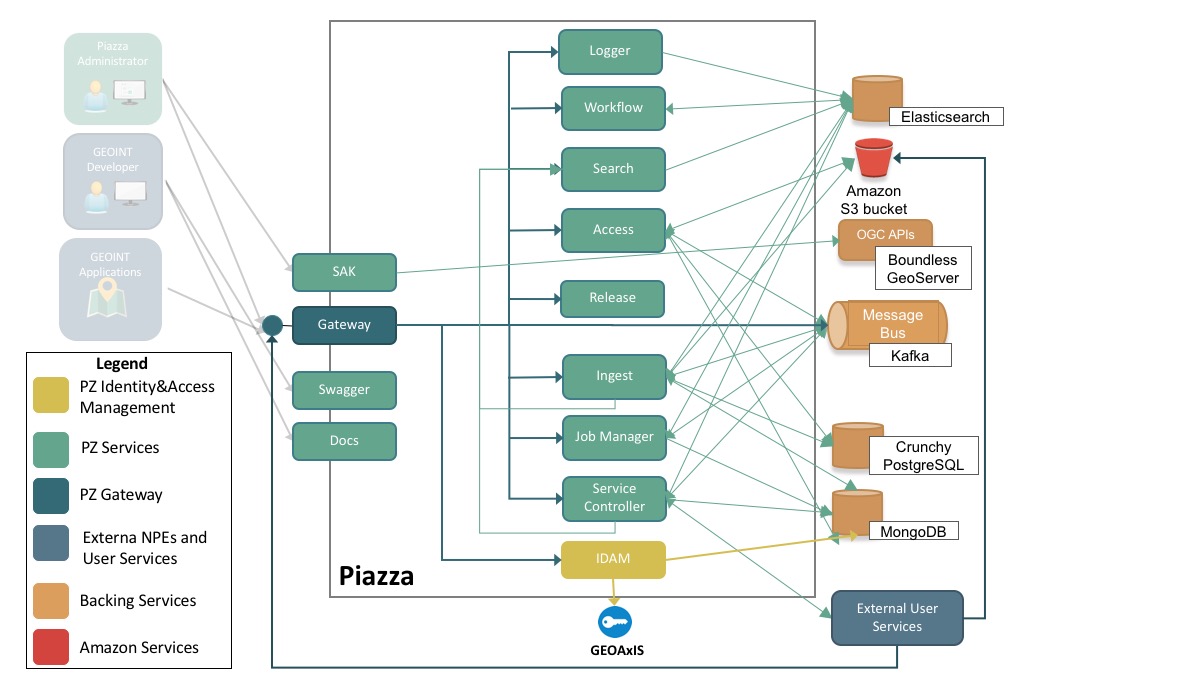 Piazza
Administrator
GEOINT
Developer
GEOINT
Applications
SAK
Gateway
Swagger
Docs
Logger
Workflow
Search
Access
Release
Ingest
Job Manager
Service
Controller
IDAM
Piazza
GEOAxIS
Elasticsearch
Amazon
S3 bucket
OGC APIs
Boundless
GeoServer
Message
Bus
Kafka
Crunchy
PostgreSQL
MongoDB
External User
Services
Legend
PZ Identity&Access
Management
PZ Services
PZ Gateway
Externa NPEs and
User Services
Backing Services
Amazon Services